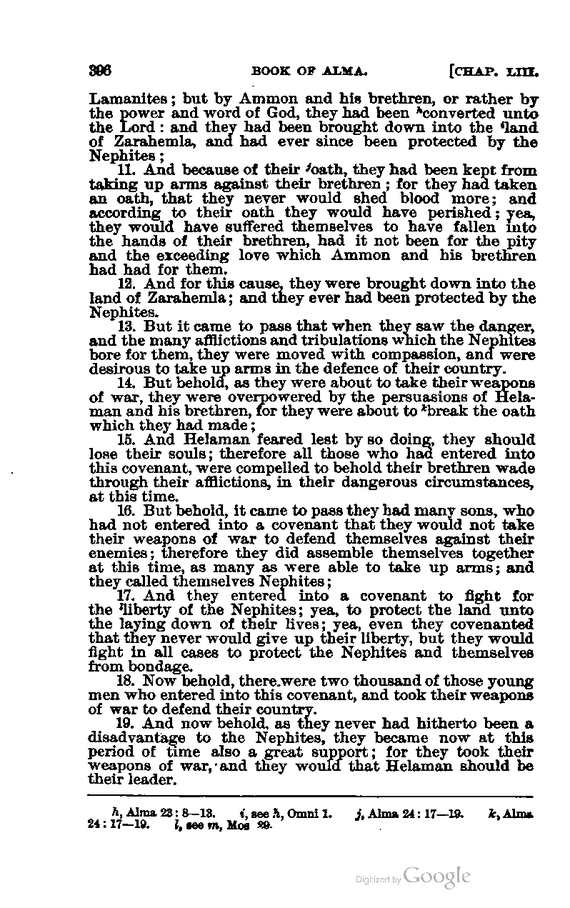 396 BOOK OF ALMA. [CHAP. LIII.
Lamanites; but by Ammon and his brethren, or rather by
the power and word of God, they had been ʰconverted unto
the Lord: and they had been brought down into the ⁱland
of Zarahemla, and had ever since been protected by the
Nephites;
11. And because of their ʲoath, they had been kept from
taking up arms against their brethren; for they had taken
an oath, that they never would shed blood more; and
according to their oath they would have perished; yea,
they would have suffered themselves to have fallen into
the hands of their brethren, had it not been for the pity
and the exceeding love which Ammon and his brethren
had had for them.
12. And for this cause, they were brought down into the
land of Zarahemla; and they ever had been protected by the
Nephites.
13. But it came to pass that when they saw the danger,
and the many afflictions and tribulations which the Nephites
bore for them, they were moved with compassion, and were
desirous to take up arms in the defence of their country.
14. But behold, as they were about to take their weapons
of war, they were overpowered by the persuasions of Hela-
man and his brethren, for they were about to ᵏbreak the oath
which they had made;
15. And Helaman feared lest by so doing, they should
lose their souls; therefore all those who had entered into
this covenant, were compelled to behold their brethren wade
through their afflictions, in their dangerous circumstances,
at this time.
16. But behold, it came to pass they had many sons, who
had not entered into a covenant that they would not take
their weapons of war to defend themselves against their
enemies; therefore they did assemble themselves together
at this time, as many as were able to take up arms; and
they called themselves Nephites;
17. And they entered into a covenant to fight for
the ˡliberty of the Nephites; yea, to protect the land unto
the laying down of their lives; yea, even they covenanted
that they never would give up their liberty, but they would
fight in all cases to protect the Nephites and themselves
from bondage.
18. Now behold, there were two thousand of those young
men who entered into this covenant, and took their weapons
of war to defend their country.
19. And now behold, as they never had hitherto been a
disadvantage to the Nephites, they became now at this
period of time also a great support; for they took their
weapons of war, and they would that Helaman should be
their leader.
h, Alma 23: 8—13. i, see h, Omni 1. j, Alma 24: 17—19. k, Alma
24: 17—19. l, see m, Mos 29.
Digitized by Google